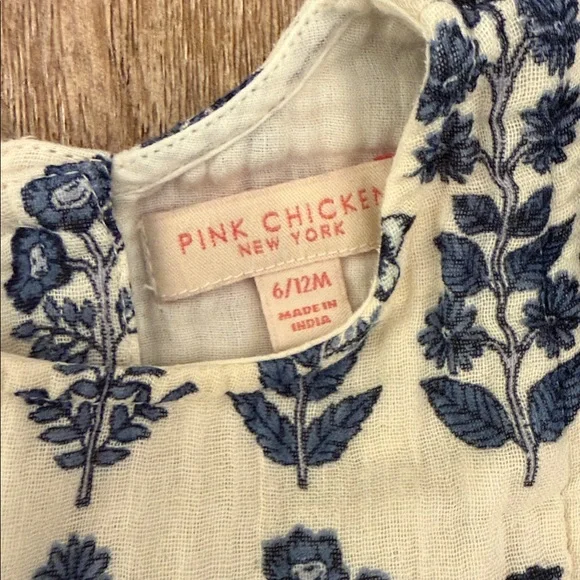 PINK CHICKEN
NEW YORK
6/12M
MADE IN
INDIA